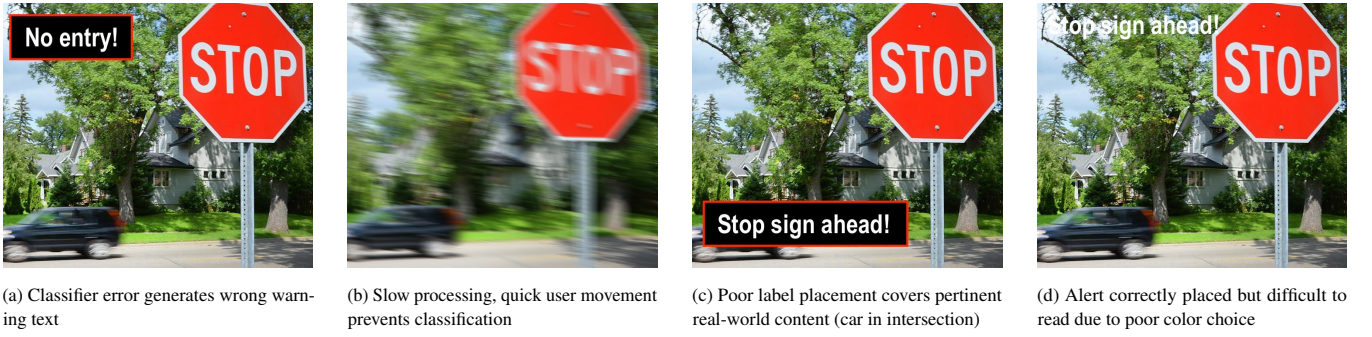 No entry!
STOP
STOP
STOP
Stop sign ahead!
Stop sign ahead!
STOP
(a) Classifier error generates wrong warn-
ing text
(b) Slow processing, quick user movement
prevents classification
(c) Poor label placement covers pertinent
real-world content (car in intersection)
(d) Alert correctly placed but difficult to
read due to poor color choice